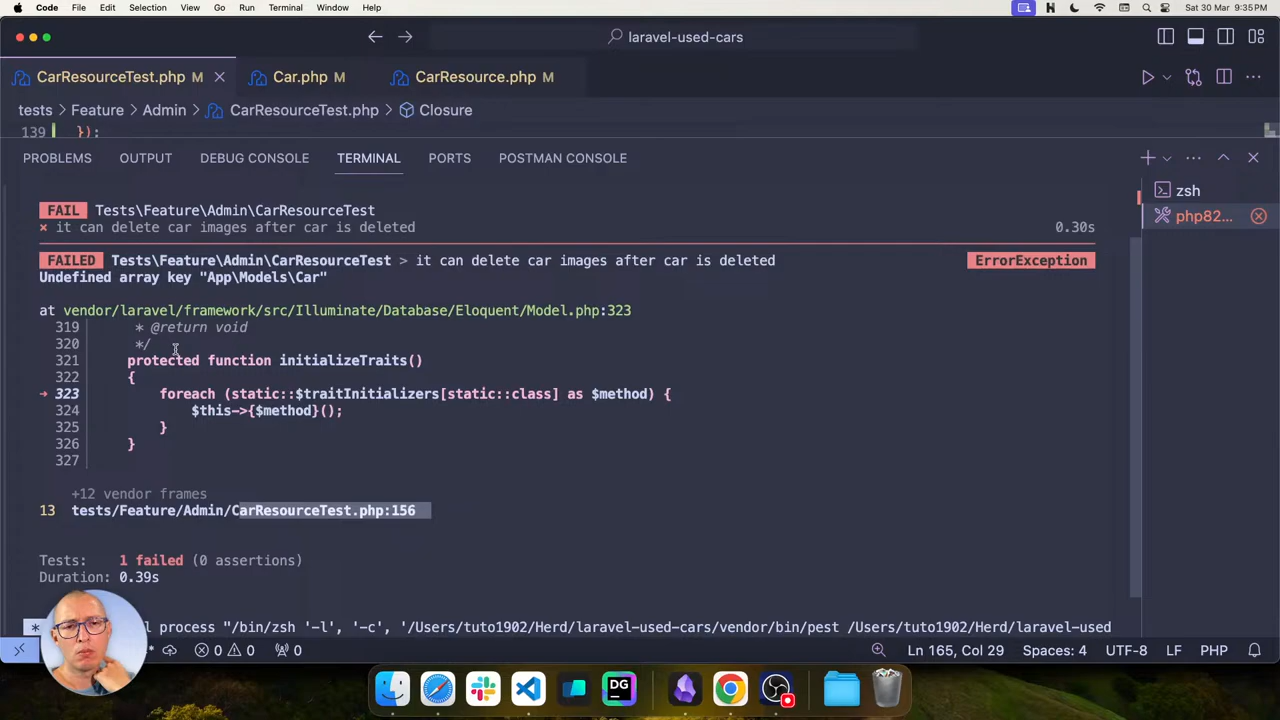 Code File Edit Selection View Go Run Terminal Window Help Sat 30 Mar 9:35PM
laravel-used-cars
CarResourceTest.php M Car.php M CarResource.php M
tests > Feature > Admin > CarResourceTest.php > Closure
139 });
PROBLEMS OUTPUT DEBUG CONSOLE TERMINAL PORTS POSTMAN CONSOLE
zsh
php82...
FAIL Tests\Feature\Admin\CarResourceTest
⨯ it can delete car images after car is deleted 0.30s
FAILED Tests\Feature\Admin\CarResourceTest > it can delete car images after car is deleted ErrorException
Undefined array key "App\Models\Car"
at vendor/laravel/framework/src/Illuminate/Database/Eloquent/Model.php:323
319 * @return void
320 */
321 protected function initializeTraits()
322 {
➜ 323 foreach (static::$traitInitializers[static::class] as $method) {
324 $this->{$method}();
325 }
326 }
327
+12 vendor frames
13 tests/Feature/Admin/CarResourceTest.php:156
Tests: 1 failed (0 assertions)
Duration: 0.39s
* l process "/bin/zsh '-l', '-c', '/Users/tuto1902/Herd/laravel-used-cars/vendor/bin/pest /Users/tuto1902/Herd/laravel-used
0 0 0 Ln 165, Col 29 Spaces: 4 UTF-8 LF PHP
DG